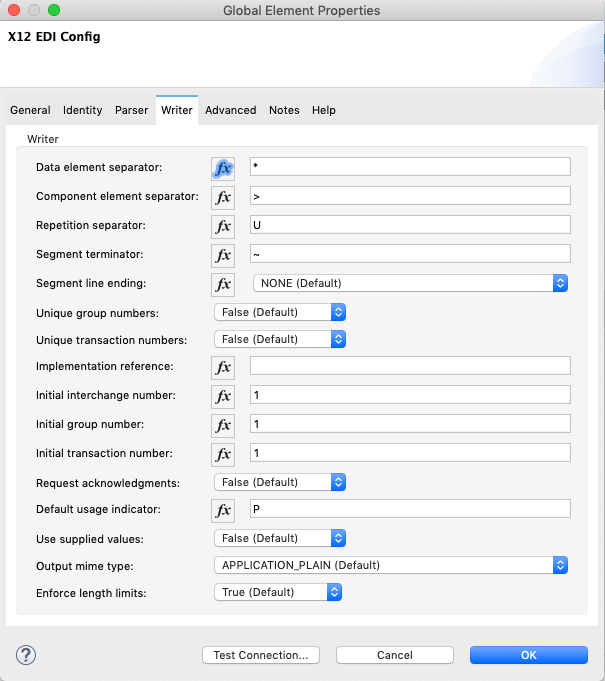 Global Element Properties
X12 EDI Config
General Identity Parser Writer Advanced Notes Help
Writer
Data element separator: fx *
Component element separator: fx >
Repetition separator: fx U
Segment terminator: fx ~
Segment line ending: fx NONE (Default)
Unique group numbers: False (Default)
Unique transaction numbers: False (Default)
Implementation reference: fx
Initial interchange number: fx 1
Initial group number: fx 1
Initial transaction number: fx 1
Request acknowledgments: False (Default)
Default usage indicator: fx P
Use supplied values: False (Default)
Output mime type: APPLICATION_PLAIN (Default)
Enforce length limits: True (Default)
? Test Connection... Cancel OK